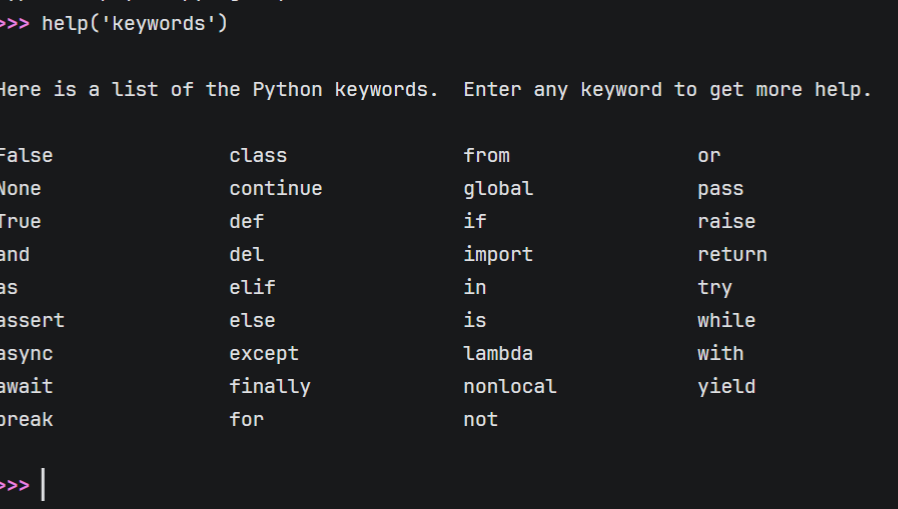 >>> help('keywords')
Here is a list of the Python keywords.  Enter any keyword to get more help.
False               class               from                or
None                continue            global              pass
True                def                 if                  raise
and                 del                 import              return
as                  elif                in                  try
assert              else                is                  while
async               except              lambda              with
await               finally             nonlocal            yield
break               for                 not
>>>